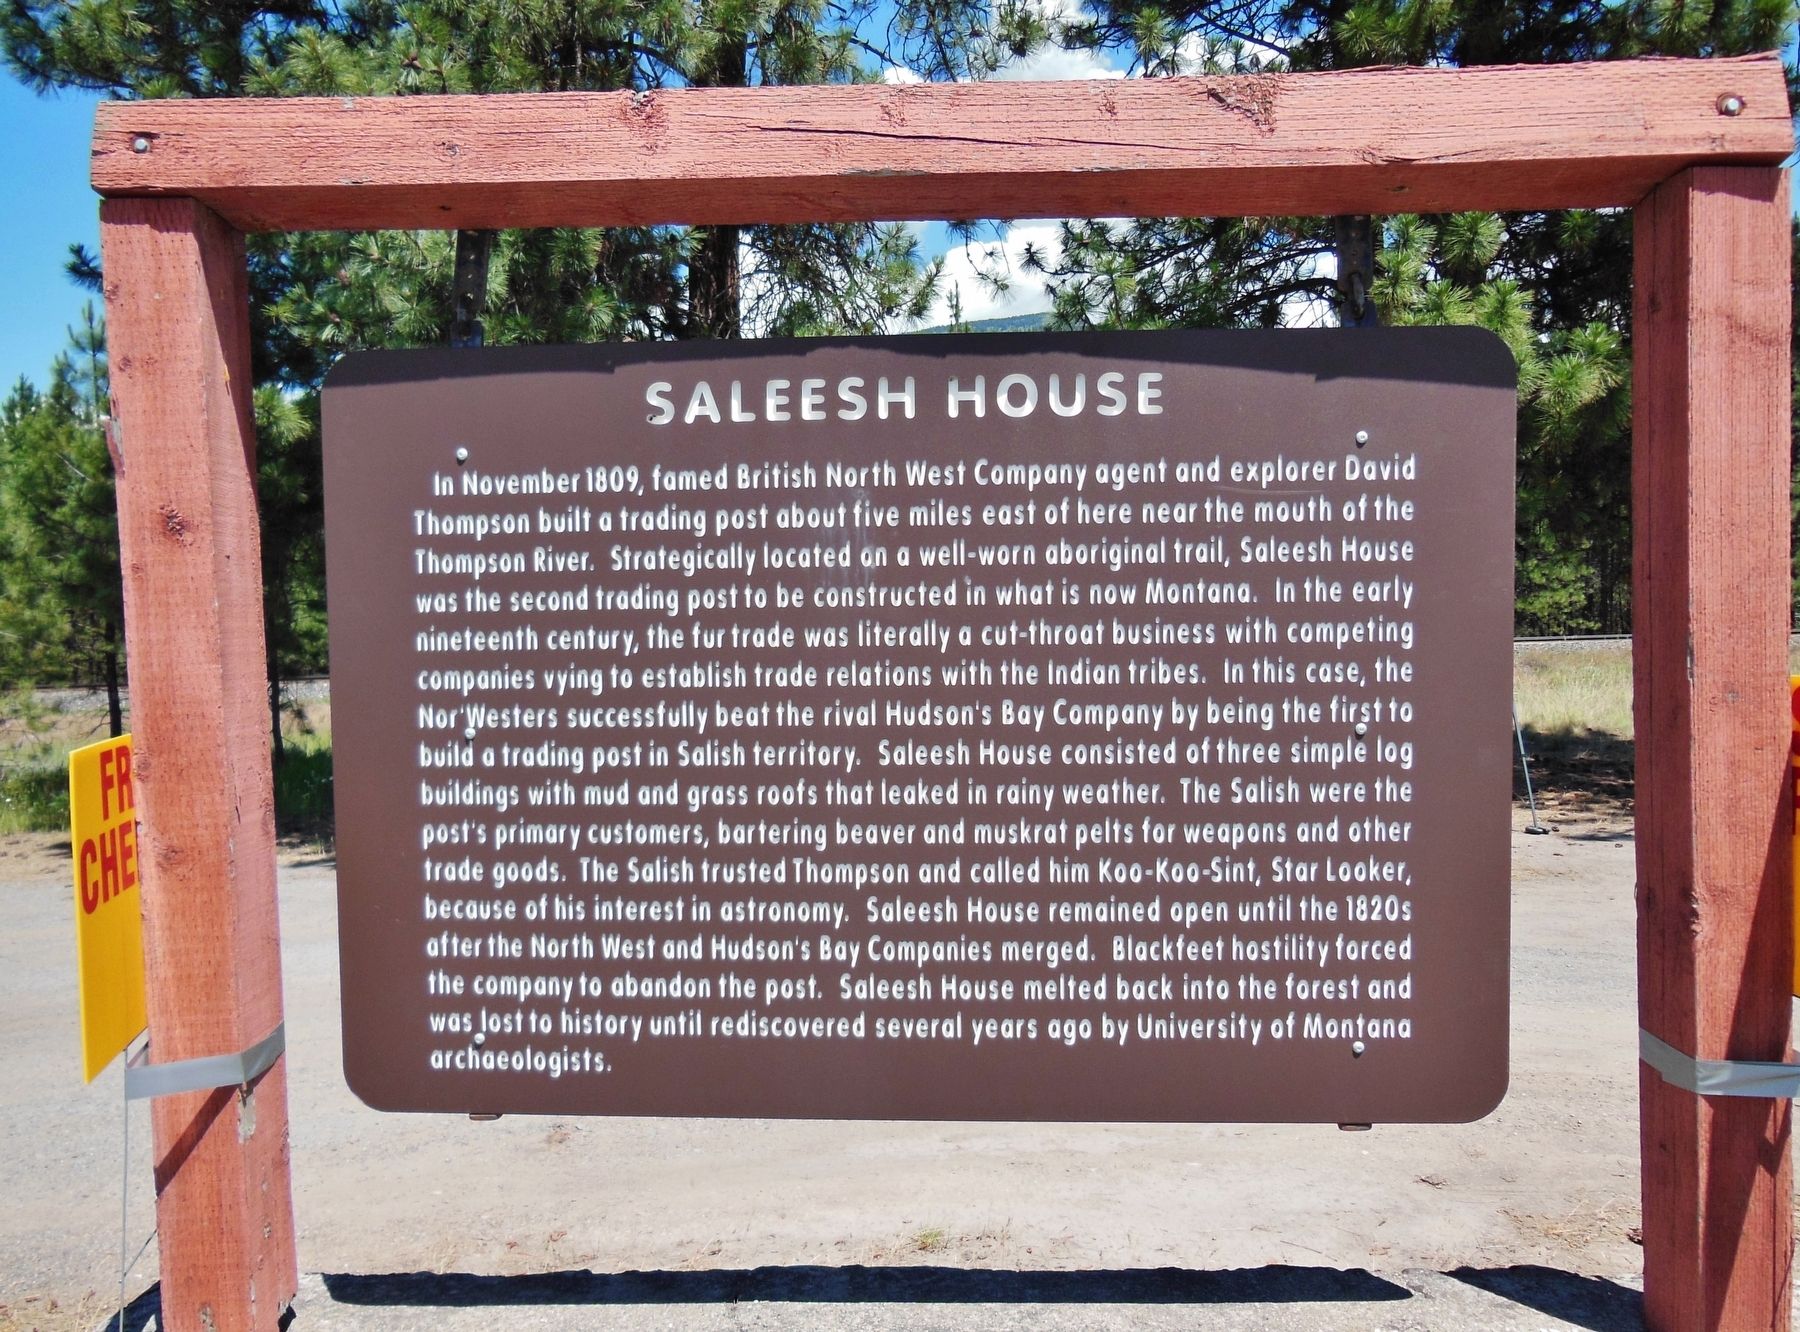 SALEESH HOUSE
In November 1809, famed British North West Company agent and explorer David
Thompson built a trading post about five miles east of here near the mouth of the
Thompson River. Strategically located on a well-worn aboriginal trail, Saleesh House
was the second trading post to be constructed in what is now Montana. In the early
nineteenth century, the fur trade was literally a cut-throat business with competing
companies vying to establish trade relations with the Indian tribes. In this case, the
Nor'Westers successfully beat the rival Hudson's Bay Company by being the first to
build a trading post in Salish territory. Saleesh House consisted of three simple log
buildings with mud and grass roofs that leaked in rainy weather. The Salish were the
post's primary customers, bartering beaver and muskrat pelts for weapons and other
trade goods. The Salish trusted Thompson and called him Koo-Koo-Sint, Star Looker,
because of his interest in astronomy. Saleesh House remained open until the 1820s
after the North West and Hudson's Bay Companies merged. Blackfeet hostility forced
the company to abandon the post. Saleesh House melted back into the forest and
was lost to history until rediscovered several years ago by University of Montana
archaeologists.
FR
CHE